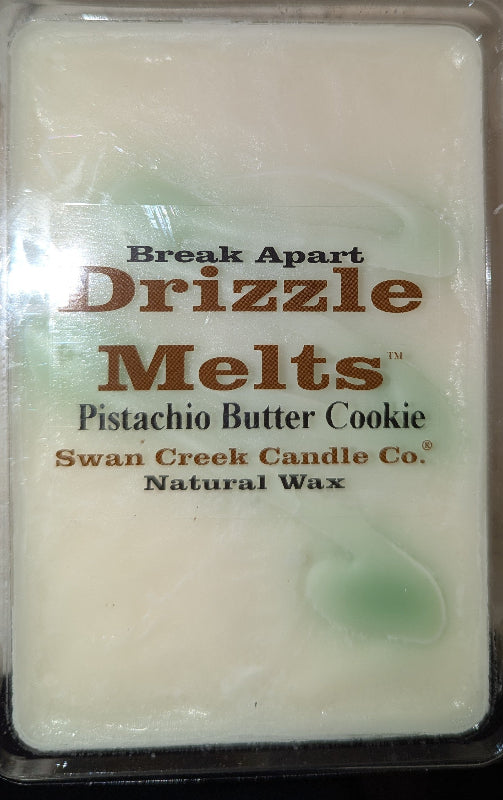 Break Apart
Drizzle
Melts™
Pistachio Butter Cookie
Swan Creek Candle Co.®
Natural Wax